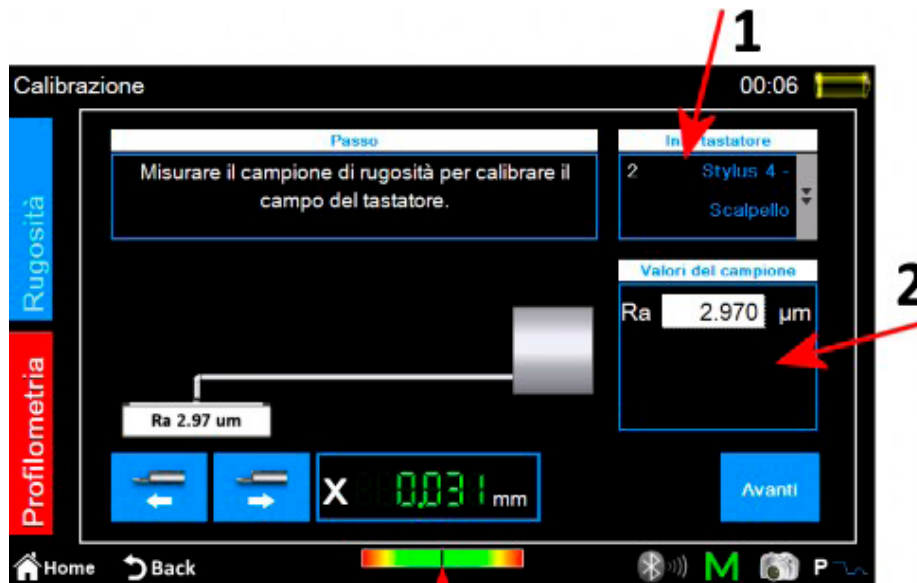 1
Calibrazione
00:06
Passo
Misurare il campione di rugosità per calibrare il
campo del tastatore.
tastatore
2 Stylus 4 -
Scalpello
Rugosità
Valori del campione
2
Ra 2.970 µm
Profilometria
Ra 2.97 um
X 0.031 mm
Avanti
Home Back
M P